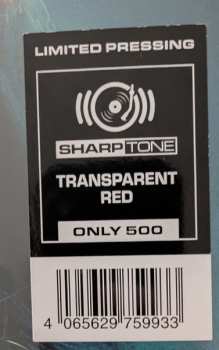 LIMITED PRESSING
SHARPTONE
TRANSPARENT
RED
ONLY 500
4 065629 759933